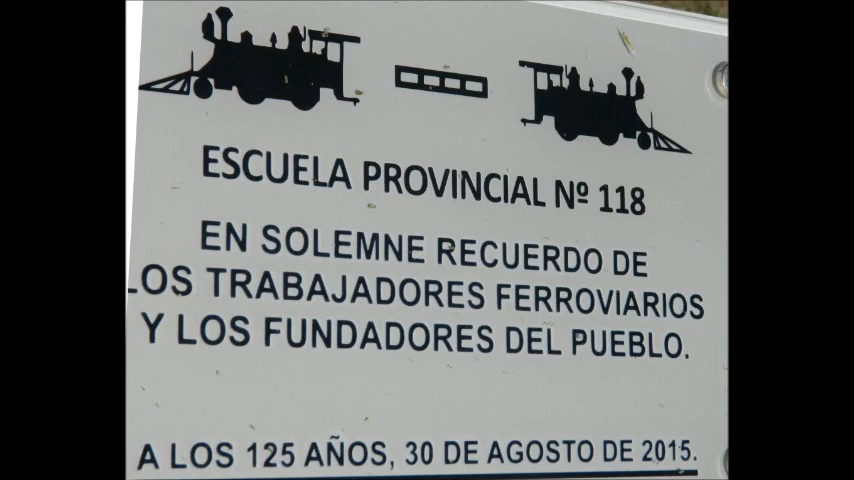 ESCUELA PROVINCIAL Nº 118
EN SOLEMNE RECUERDO DE
LOS TRABAJADORES FERROVIARIOS
Y LOS FUNDADORES DEL PUEBLO.
A LOS 125 AÑOS, 30 DE AGOSTO DE 2015.